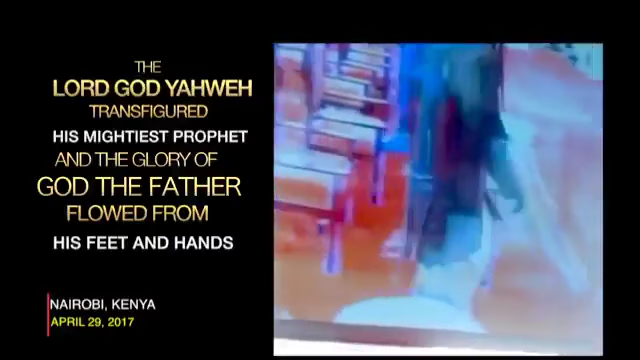 THE
LORD GOD YAHWEH
TRANSFIGURED
HIS MIGHTIEST PROPHET
AND THE GLORY OF
GOD THE FATHER
FLOWED FROM
HIS FEET AND HANDS
NAIROBI, KENYA
APRIL 29, 2017